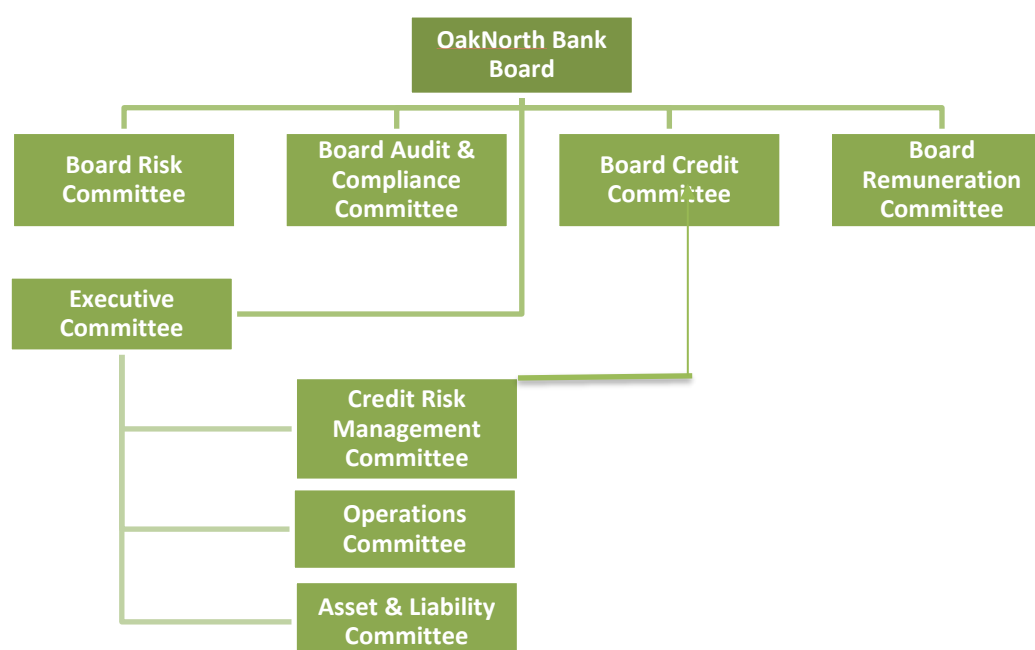 OakNorth Bank
Board
Board Risk
Committee
Board Audit &
Compliance
Committee
Board Credit
Committee
Board
Remuneration
Committee
Executive
Committee
Credit Risk
Management
Committee
Operations
Committee
Asset & Liability
Committee